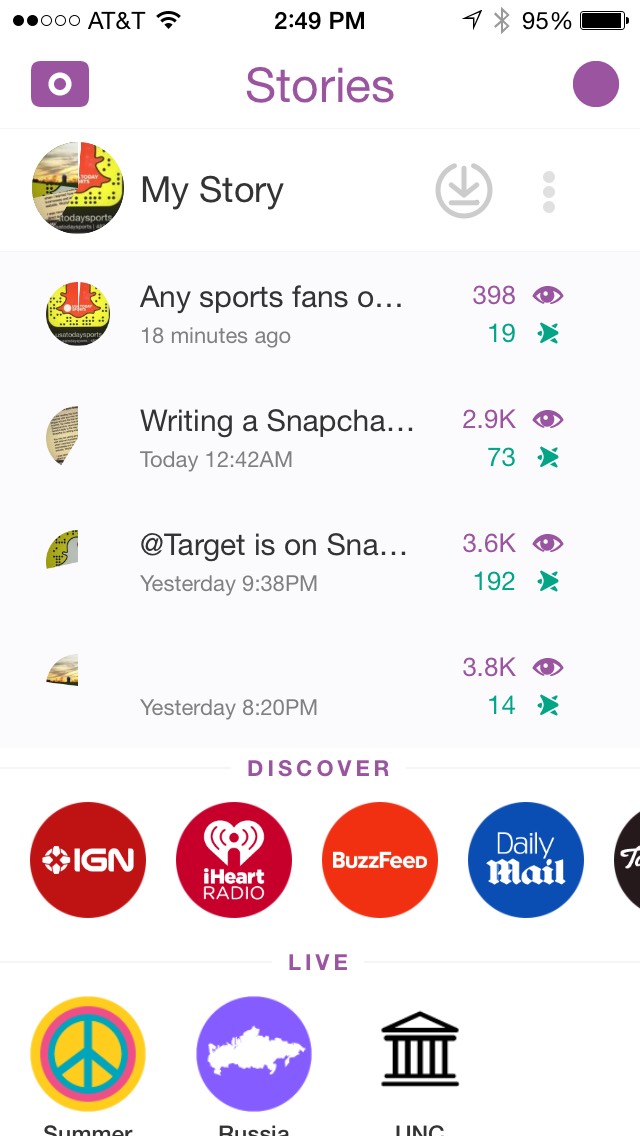 AT&T 2:49 PM 95%
Stories
My Story
Any sports fans o...
398
18 minutes ago
19
Writing a Snapcha...
2.9K
Today 12:42AM
73
@Target is on Sna...
3.6K
Yesterday 9:38PM
192
3.8K
Yesterday 8:20PM
14
DISCOVER
IGN
iHeart
RADIO
BuzzFeed
Daily
Mail
LIVE
Summer
Russia
UNC